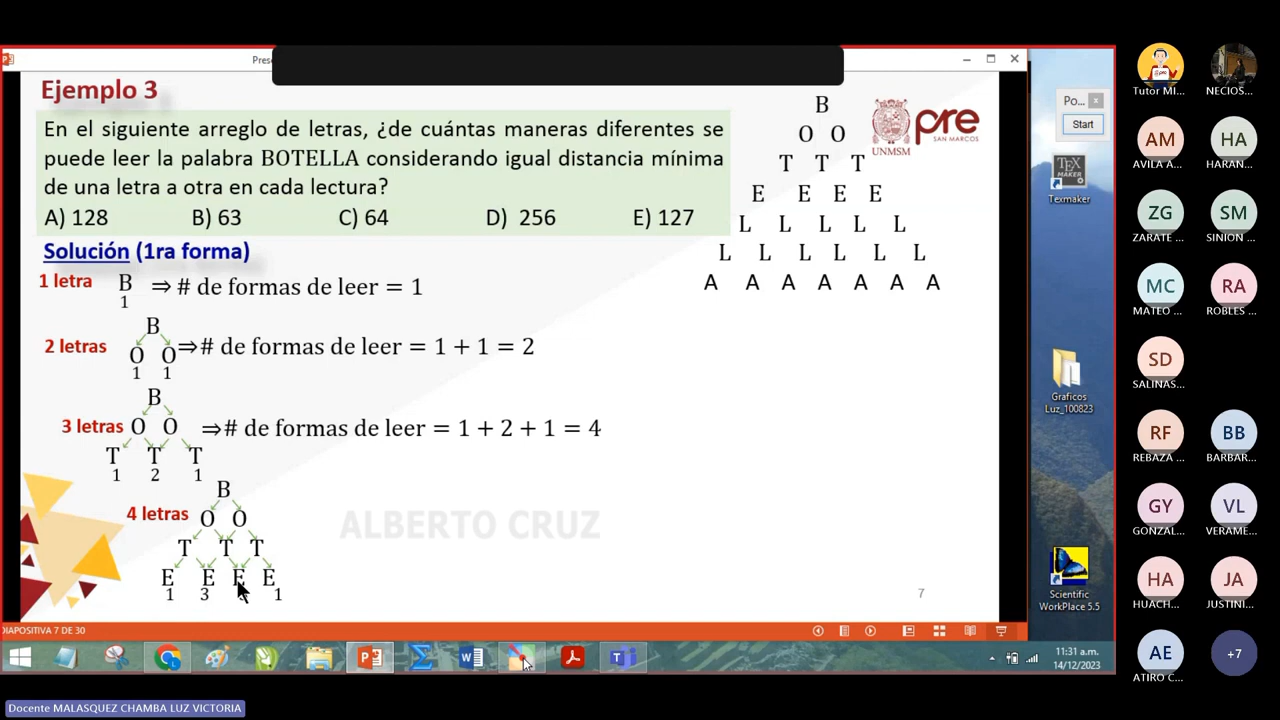 Prese
Ejemplo 3
En el siguiente arreglo de letras, ¿de cuántas maneras diferentes se
puede leer la palabra BOTELLA considerando igual distancia mínima
de una letra a otra en cada lectura?
A) 128 B) 63 C) 64 D) 256 E) 127
B
O O
T T T
E E E E
L L L L L
L L L L L L
A A A A A A A
UNMSM
pre
SAN MARCOS
Solución (1ra forma)
1 letra B ⇒ # de formas de leer = 1
1
2 letras
B
O O ⇒# de formas de leer = 1 + 1 = 2
1 1
3 letras
B
O O ⇒# de formas de leer = 1 + 2 + 1 = 4
T T T
1 2 1
4 letras
B
O O
T T T
E E E E
1 3 1
ALBERTO CRUZ
7
DIAPOSITIVA 7 DE 30
Po...
Start
TEX
MAKER
Texmaker
Graficos
Luz_100823
Scientific
WorkPlace 5.5
11:31 a.m.
14/12/2023
Tutor MI... NECIOS...
AM HA
AVILA A... HARAN...
ZG SM
ZARATE ... SINION ...
MC RA
MATEO ... ROBLES ...
SD
SALINAS...
RF BB
REBAZA ... BARBAR...
GY VL
GONZAL... VERAME...
HA JA
HUACH... JUSTINI...
AE +7
ATIRO C...
Docente MALASQUEZ CHAMBA LUZ VICTORIA